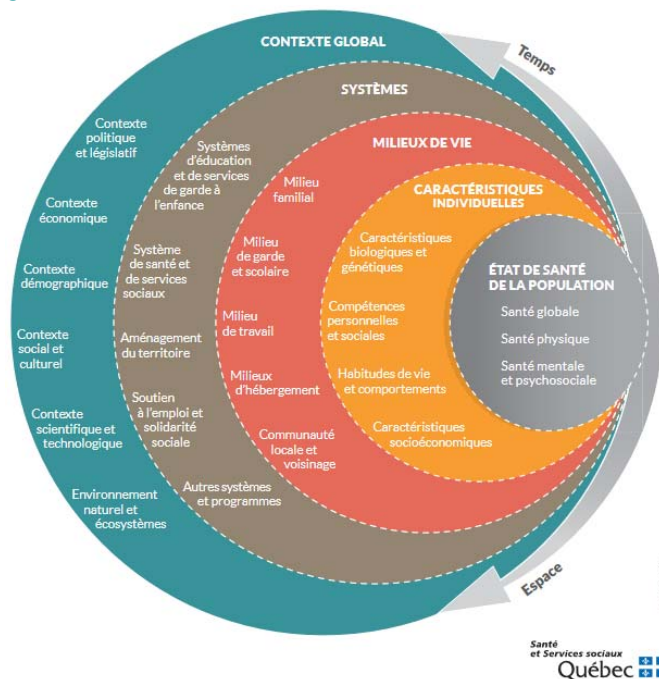 CONTEXTE GLOBAL
Temps
SYSTÈMES
Contexte
politique
et législatif
Systèmes
d'éducation
et de services
de garde à
l'enfance
MILIEUX DE VIE
Milieu
familial
CARACTÉRISTIQUES
INDIVIDUELLES
Contexte
économique
Système
de santé et
de services
sociaux
Milieu
de garde
et scolaire
Caractéristiques
biologiques et
génétiques
ÉTAT DE SANTÉ
DE LA POPULATION
Contexte
démographique
Santé globale
Milieu
de travail
Compétences
personnelles
et sociales
Santé physique
Contexte
social et
culturel
Aménagement
du territoire
Santé mentale
et psychosociale
Milieux
d'hébergement
Habitudes de vie
et comportements
Contexte
scientifique et
technologique
Soutien
à l'emploi et
solidarité
sociale
Communauté
locale et
voisinage
Caractéristiques
socioéconomiques
Environnement
naturel et
écosystèmes
Autres systèmes
et programmes
Espace
Santé
et Services sociaux
Québec